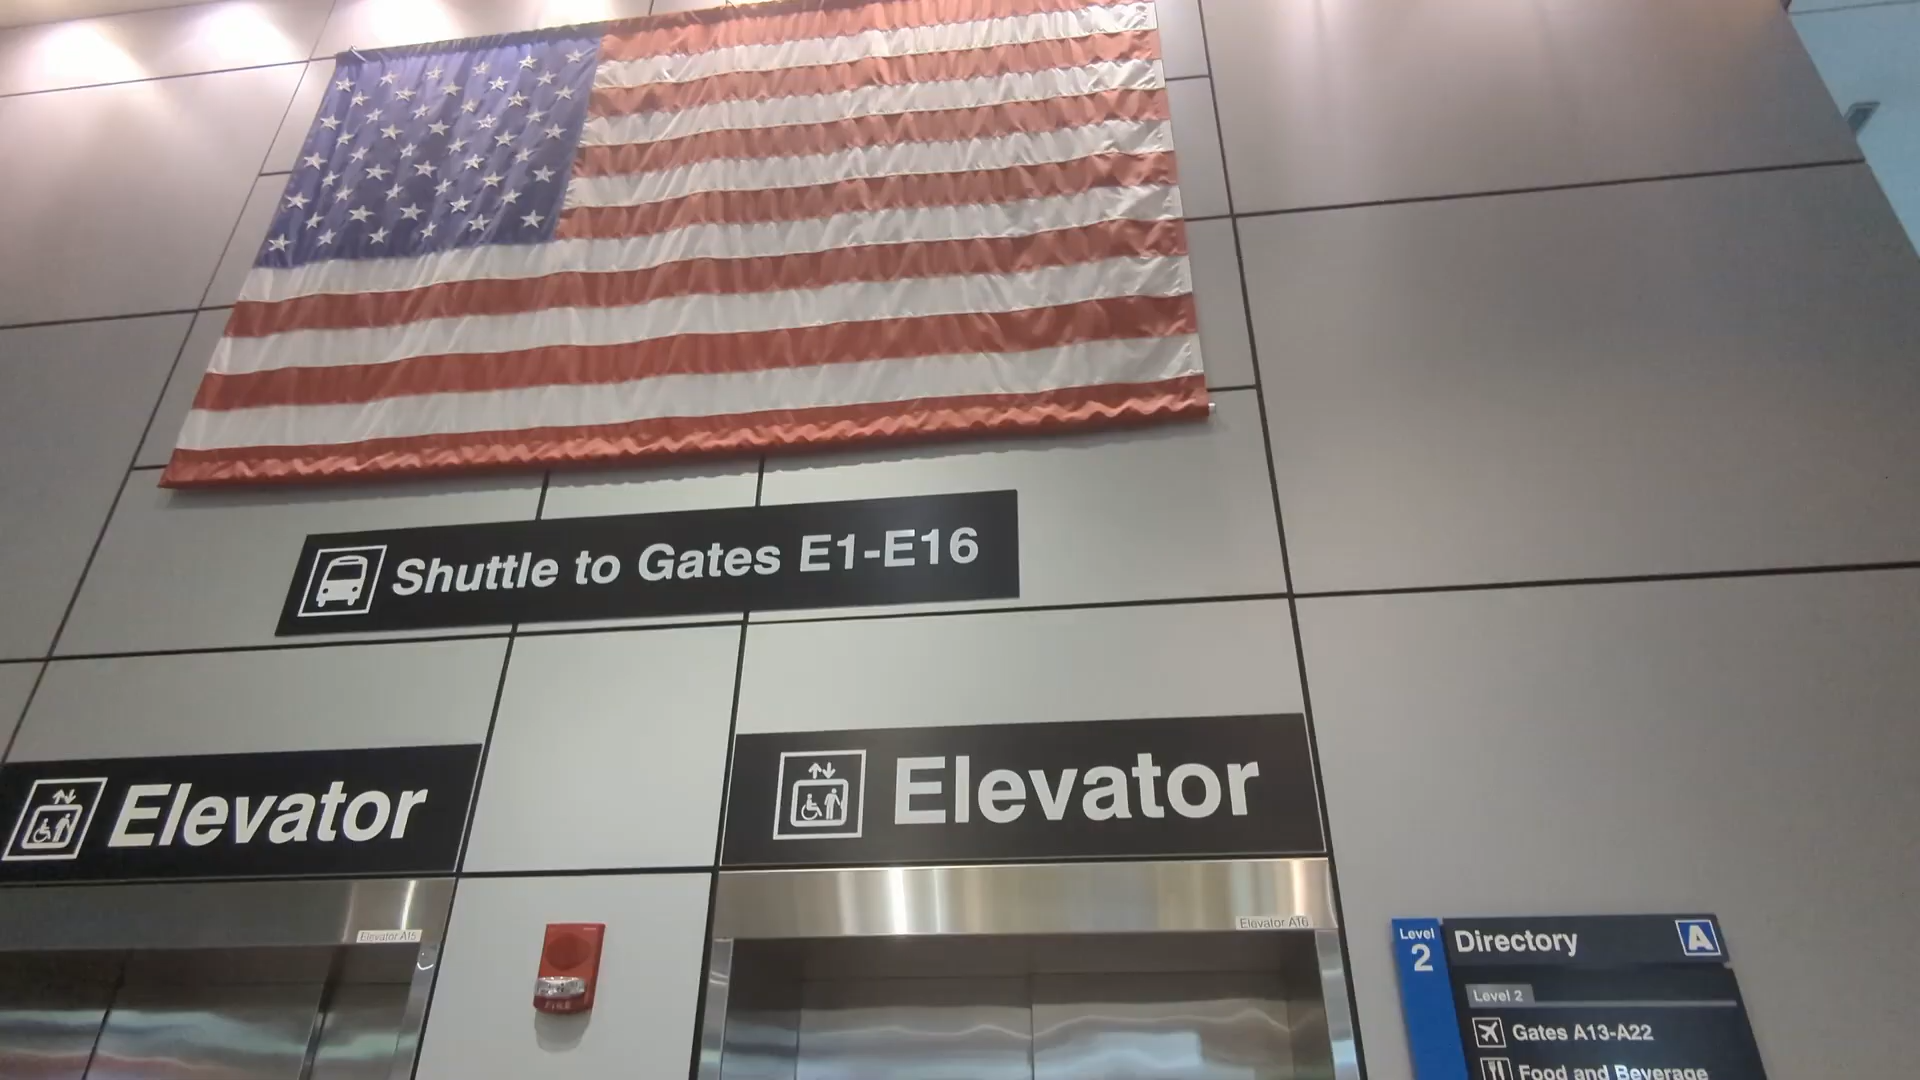 Shuttle to Gates E1-E16
Elevator
Elevator
Elevator A15
Elevator A16
FIRE
Level
2
Directory
A
Level 2
Gates A13-A22
Food and Beverage